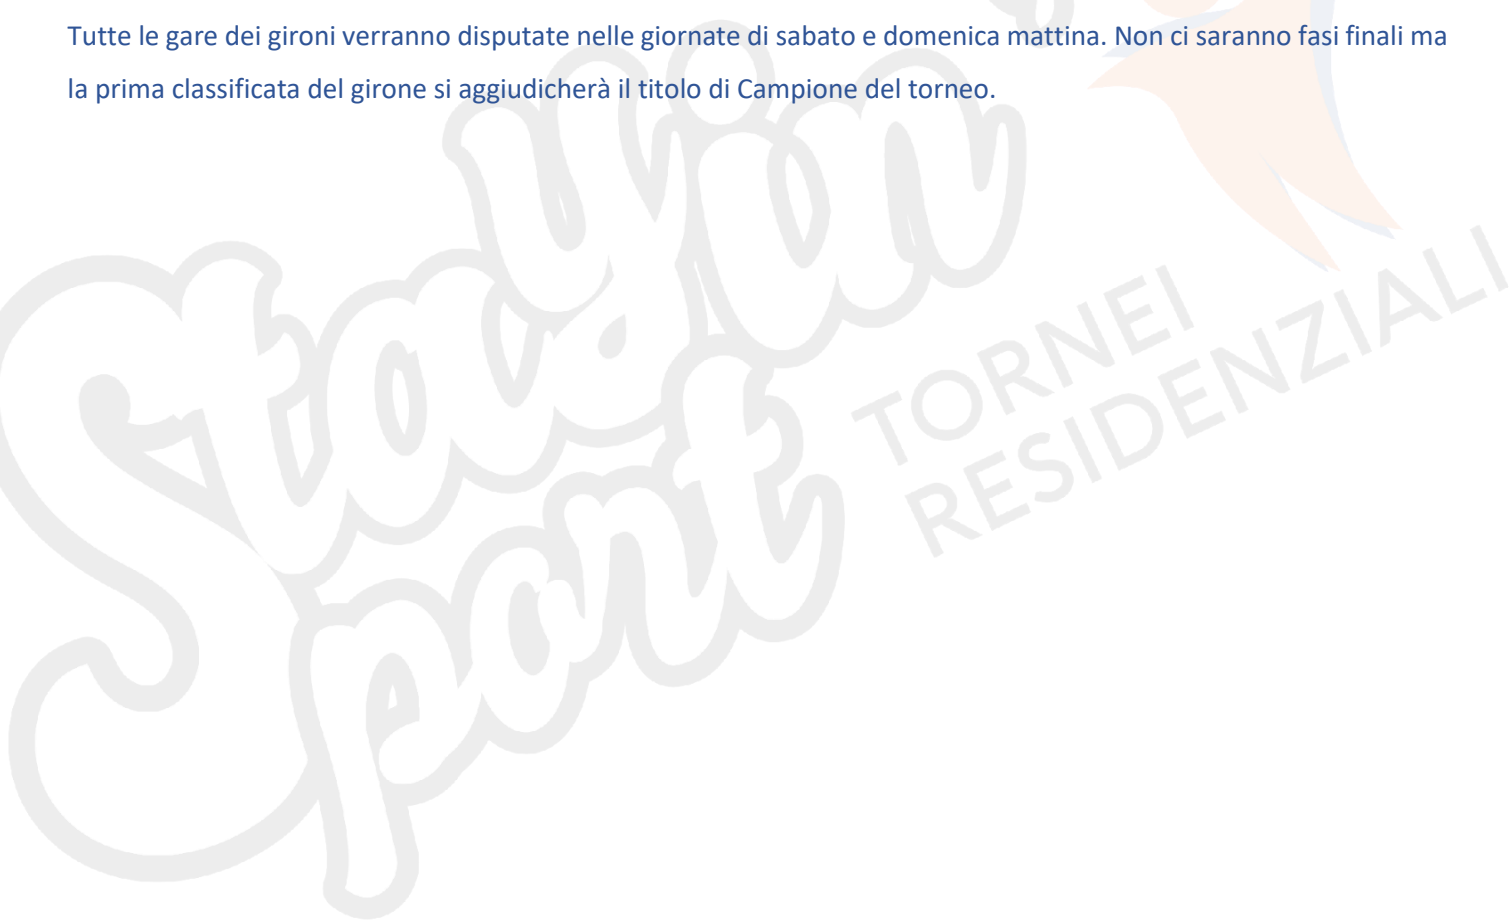 Tutte le gare dei gironi verranno disputate nelle giornate di sabato e domenica mattina. Non ci saranno fasi finali ma
la prima classificata del girone si aggiudicherà il titolo di Campione del torneo.
Stayin
Sport
TORNEI
RESIDENZIALI